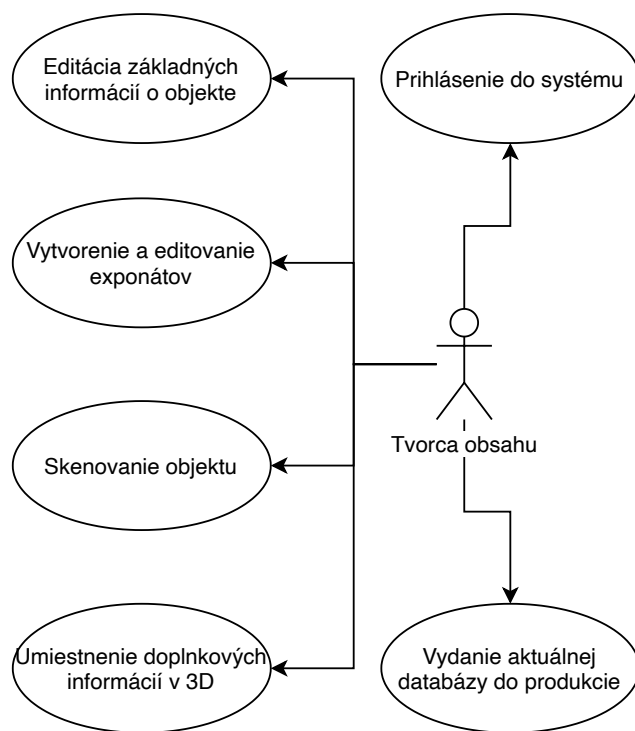 Editácia základných
informácií o objekte
Prihlásenie do systému
Vytvorenie a editovanie
exponátov
Tvorca obsahu
Skenovanie objektu
Umiestnenie doplnkových
informácií v 3D
Vydanie aktuálnej
databázy do produkcie